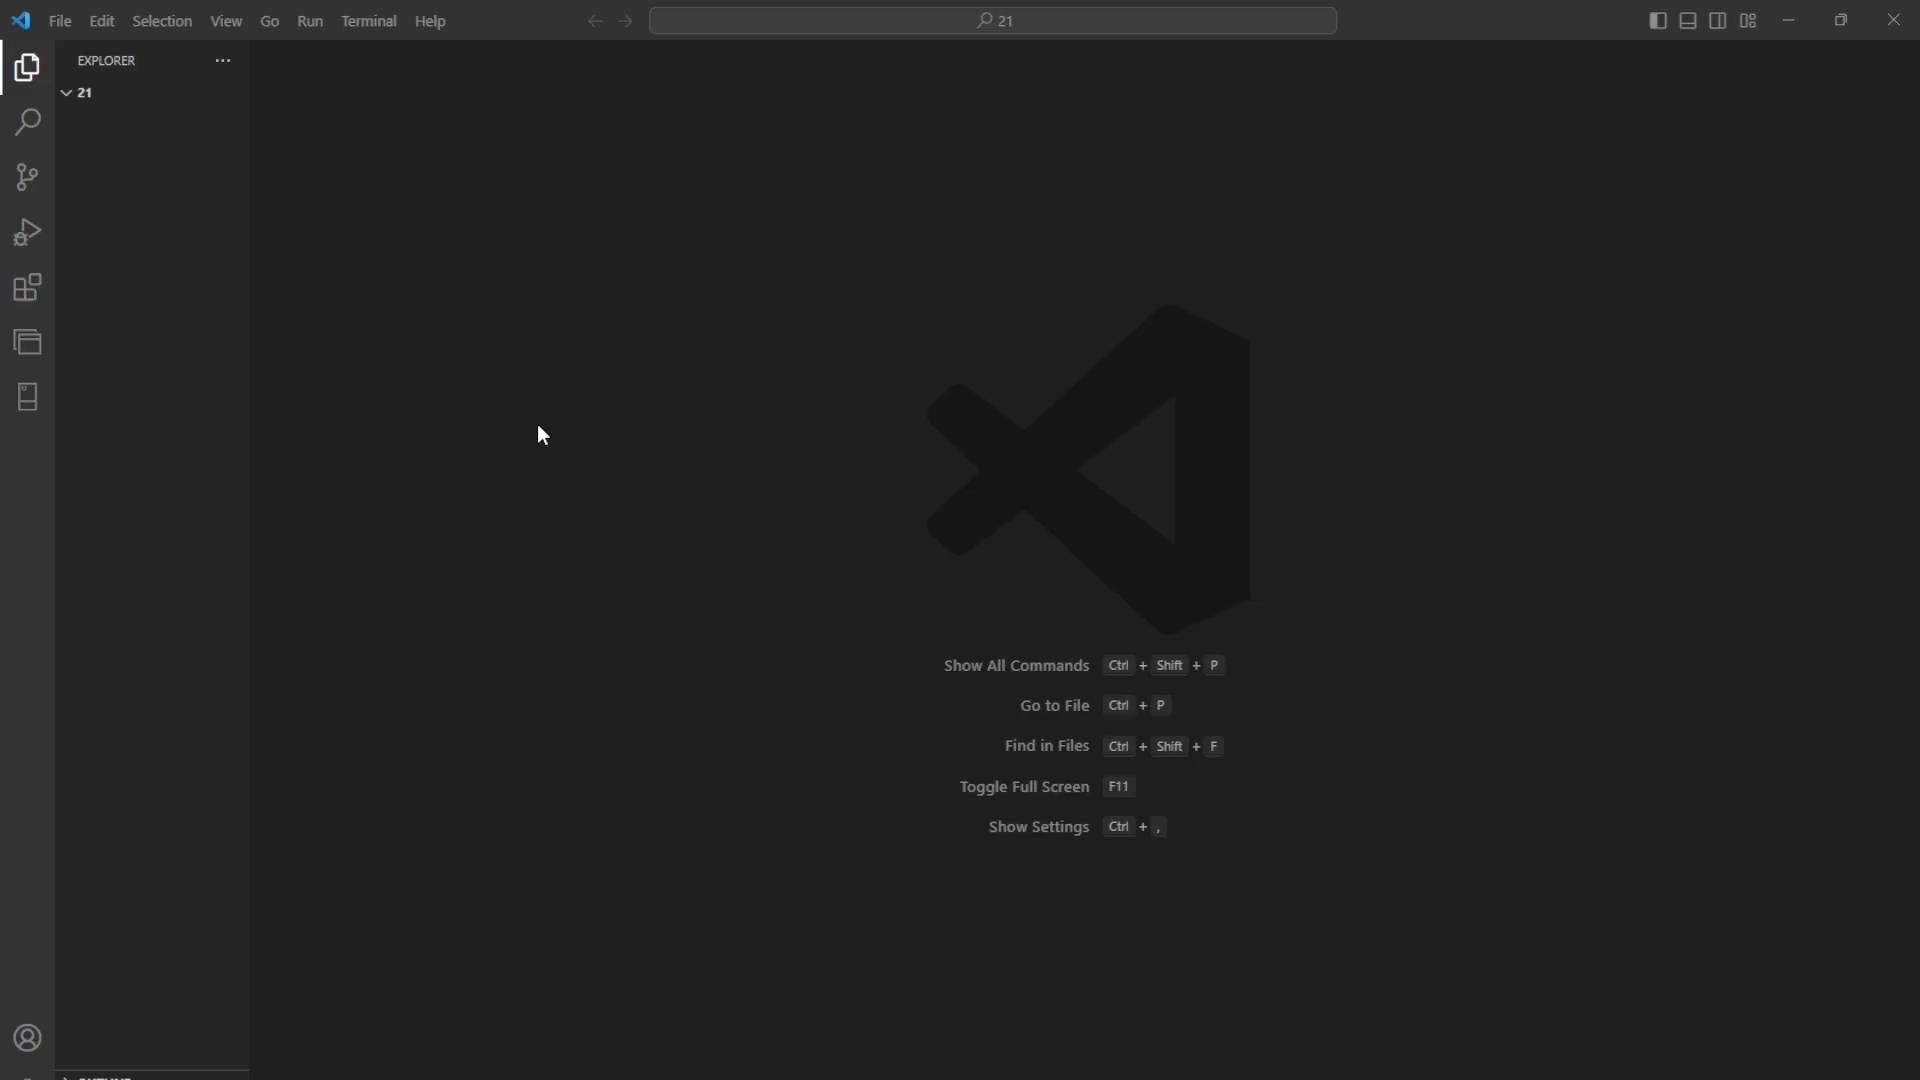 File Edit Selection View Go Run Terminal Help
21
EXPLORER
21
Show All Commands Ctrl + Shift + P
Go to File Ctrl + P
Find in Files Ctrl + Shift + F
Toggle Full Screen F11
Show Settings Ctrl + ,